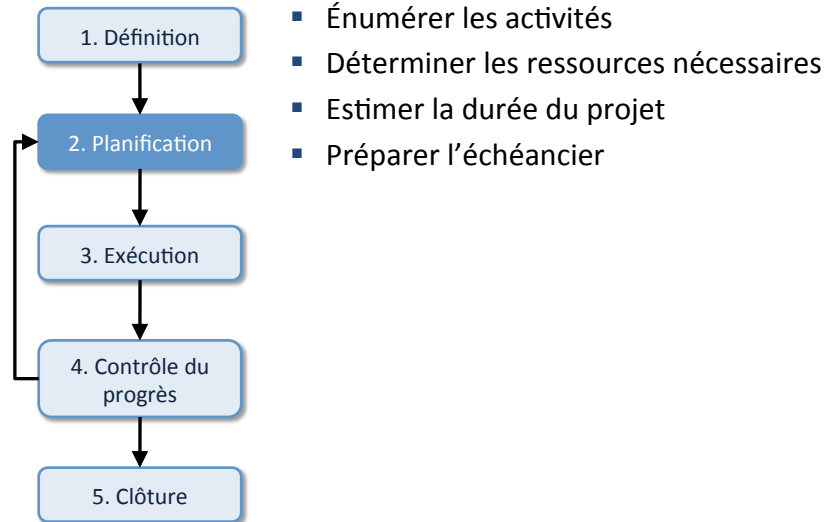 1. Définition
2. Planification
3. Exécution
4. Contrôle du
progrès
5. Clôture
▪ Énumérer les activités
▪ Déterminer les ressources nécessaires
▪ Estimer la durée du projet
▪ Préparer l’échéancier